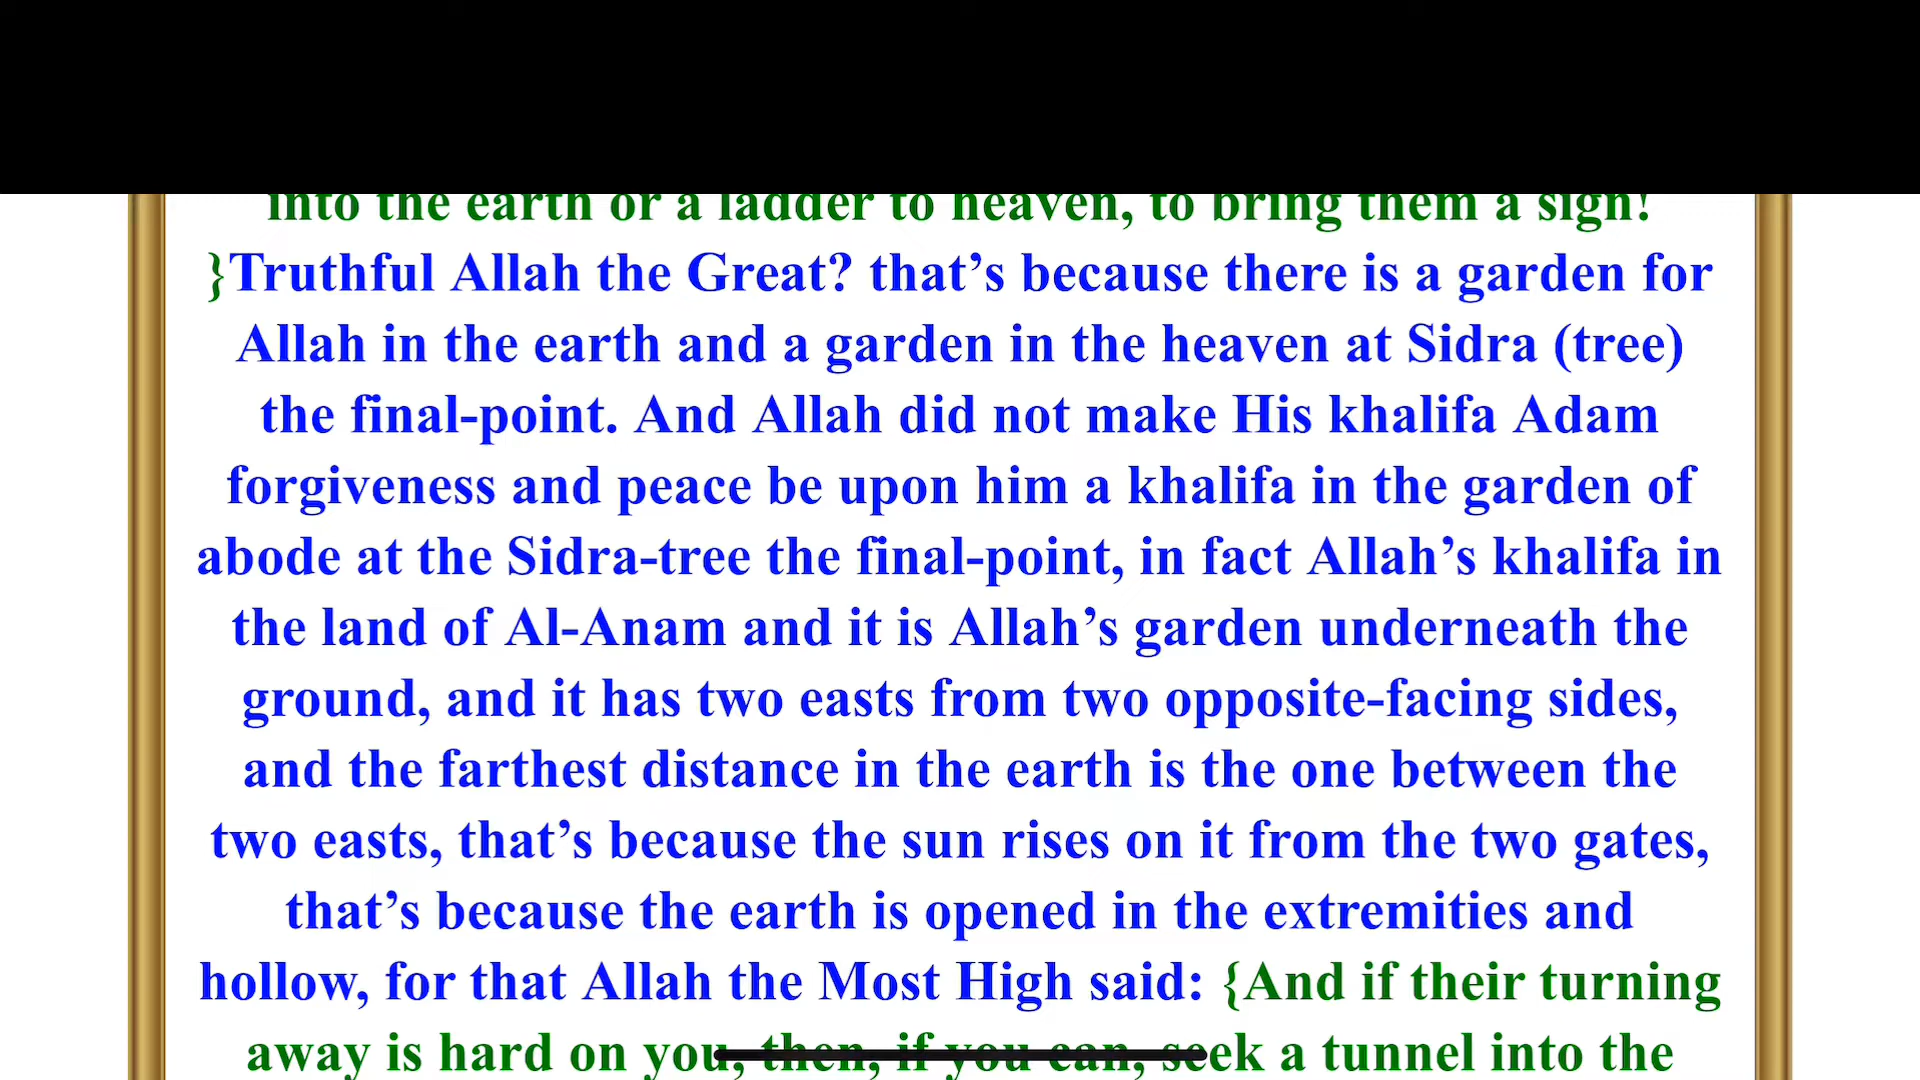 into the earth or a ladder to heaven, to bring them a sign!
}Truthful Allah the Great? that’s because there is a garden for
Allah in the earth and a garden in the heaven at Sidra (tree)
the final-point. And Allah did not make His khalifa Adam
forgiveness and peace be upon him a khalifa in the garden of
abode at the Sidra-tree the final-point, in fact Allah’s khalifa in
the land of Al-Anam and it is Allah’s garden underneath the
ground, and it has two easts from two opposite-facing sides,
and the farthest distance in the earth is the one between the
two easts, that’s because the sun rises on it from the two gates,
that’s because the earth is opened in the extremities and
hollow, for that Allah the Most High said: {And if their turning
away is hard on you, then, if you can, seek a tunnel into the